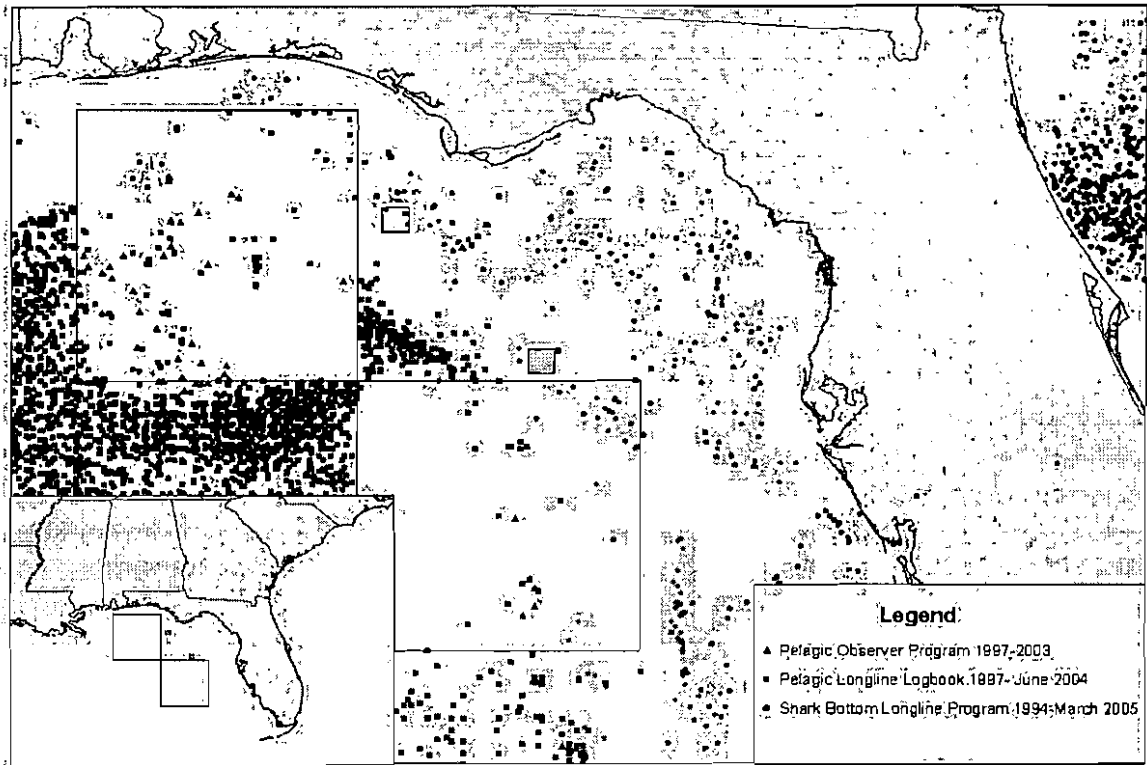 Legend
Pelagic Observer Program 1997-2003
Pelagic Longline Logbook 1997- June 2004
Shark Bottom Longline Program 1994-March 2005